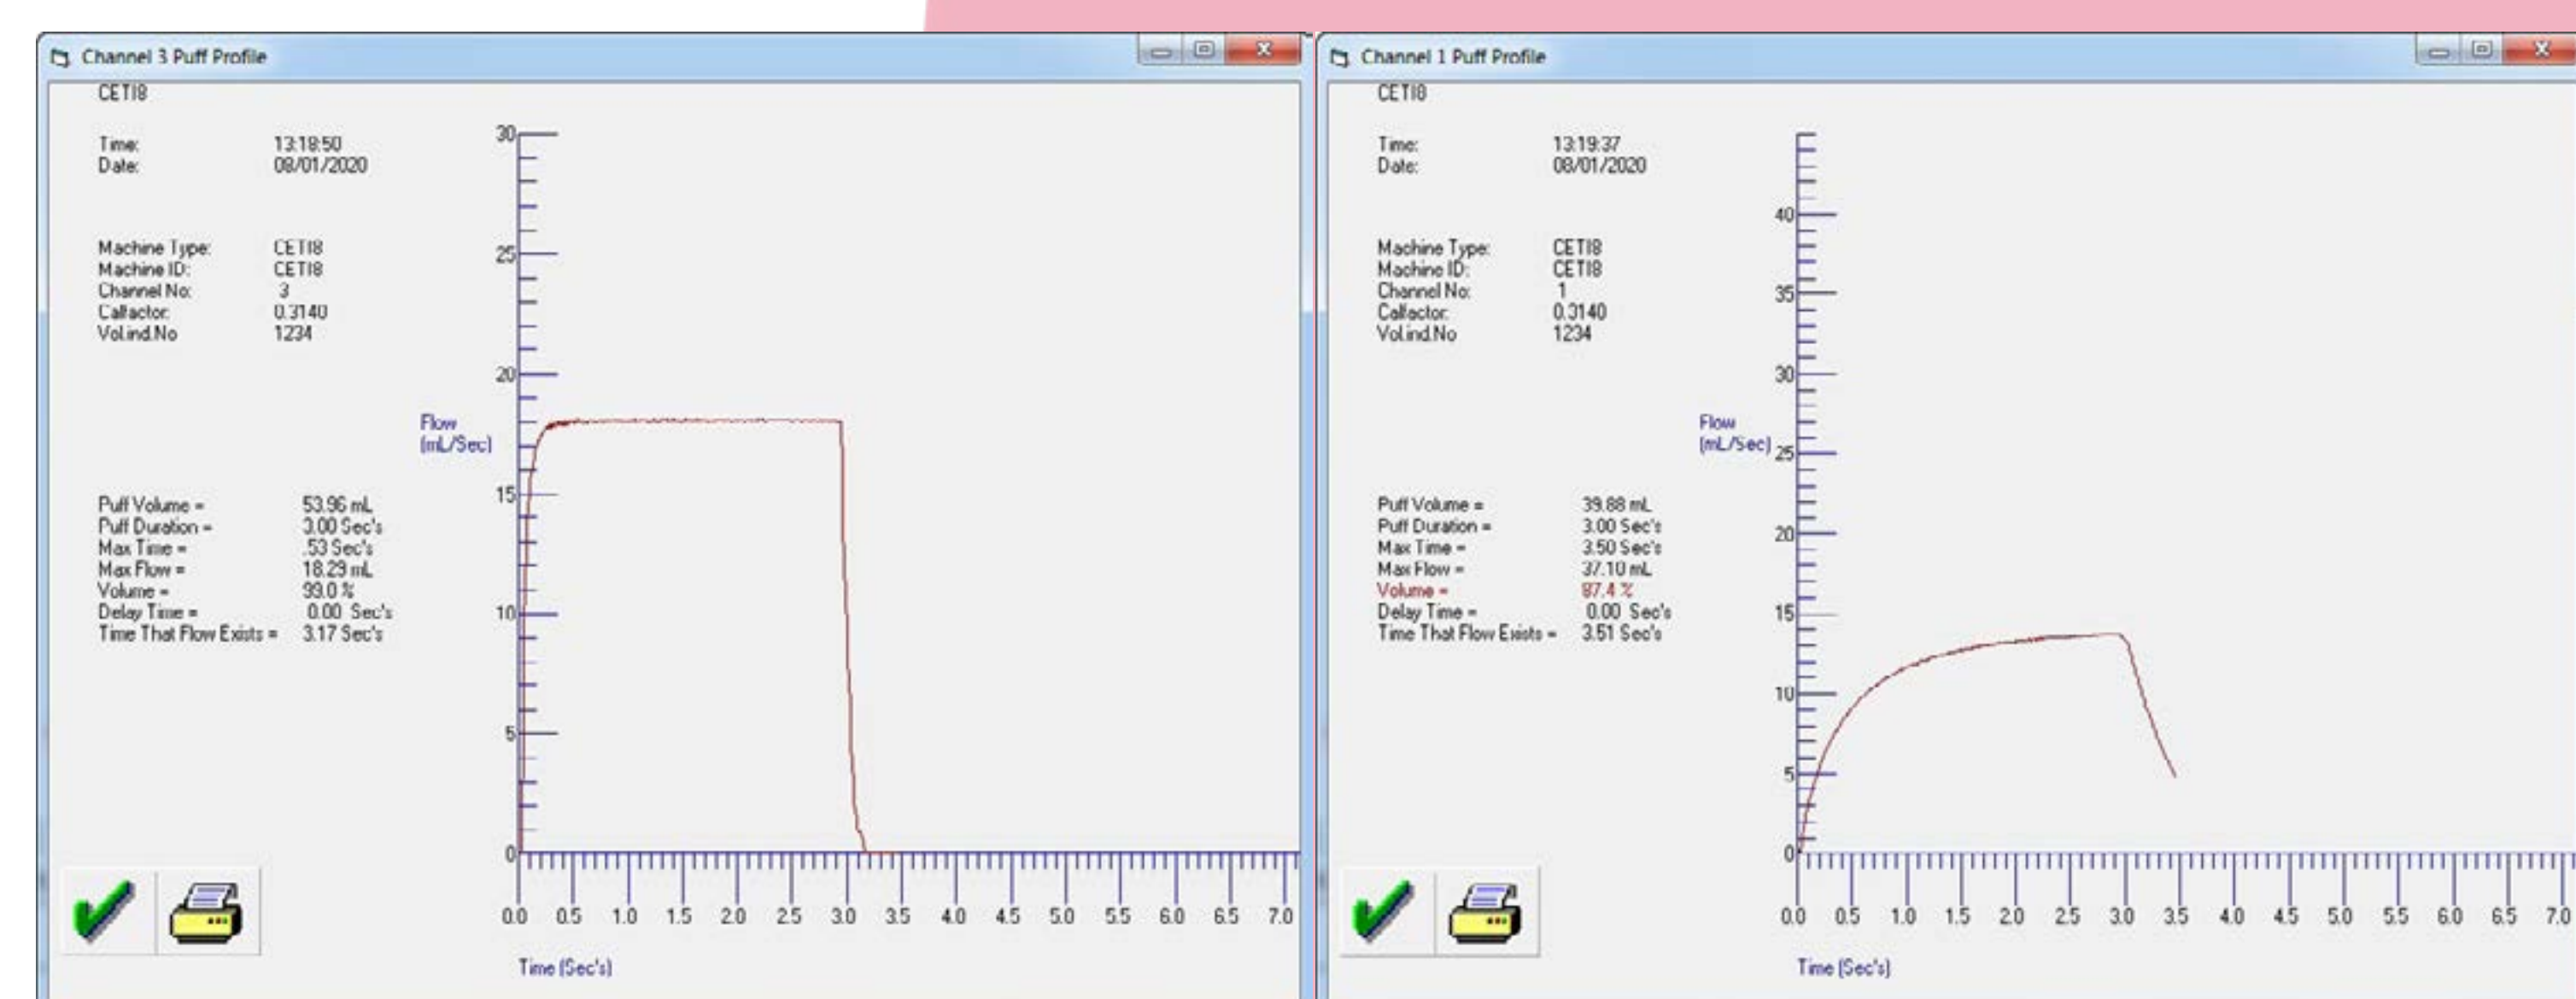 Channel 3 Puff Profile
CETI8
Time: 13:18:50
Date: 08/01/2020
Machine Type: CETI8
Machine ID: CETI8
Channel No: 3
Calfactor: 0.3140
Vol.ind.No 1234
Puff Volume = 53.96 mL
Puff Duration = 3.00 Sec's
Max Time = .53 Sec's
Max Flow = 18.29 mL
Volume = 99.0 %
Delay Time = 0.00 Sec's
Time That Flow Exists = 3.17 Sec's
Flow
(mL/Sec)
30
25
20
15
10
5
0
0.0 0.5 1.0 1.5 2.0 2.5 3.0 3.5 4.0 4.5 5.0 5.5 6.0 6.5 7.0
Time (Sec's)
Channel 1 Puff Profile
CETI8
Time: 13:19:37
Date: 08/01/2020
Machine Type: CETI8
Machine ID: CETI8
Channel No: 1
Calfactor: 0.3140
Vol.ind.No 1234
Puff Volume = 39.88 mL
Puff Duration = 3.00 Sec's
Max Time = 3.50 Sec's
Max Flow = 37.10 mL
Volume = 87.4 %
Delay Time = 0.00 Sec's
Time That Flow Exists = 3.51 Sec's
Flow
(mL/Sec)
40
35
30
25
20
15
10
5
0
0.0 0.5 1.0 1.5 2.0 2.5 3.0 3.5 4.0 4.5 5.0 5.5 6.0 6.5 7.0
Time (Sec's)